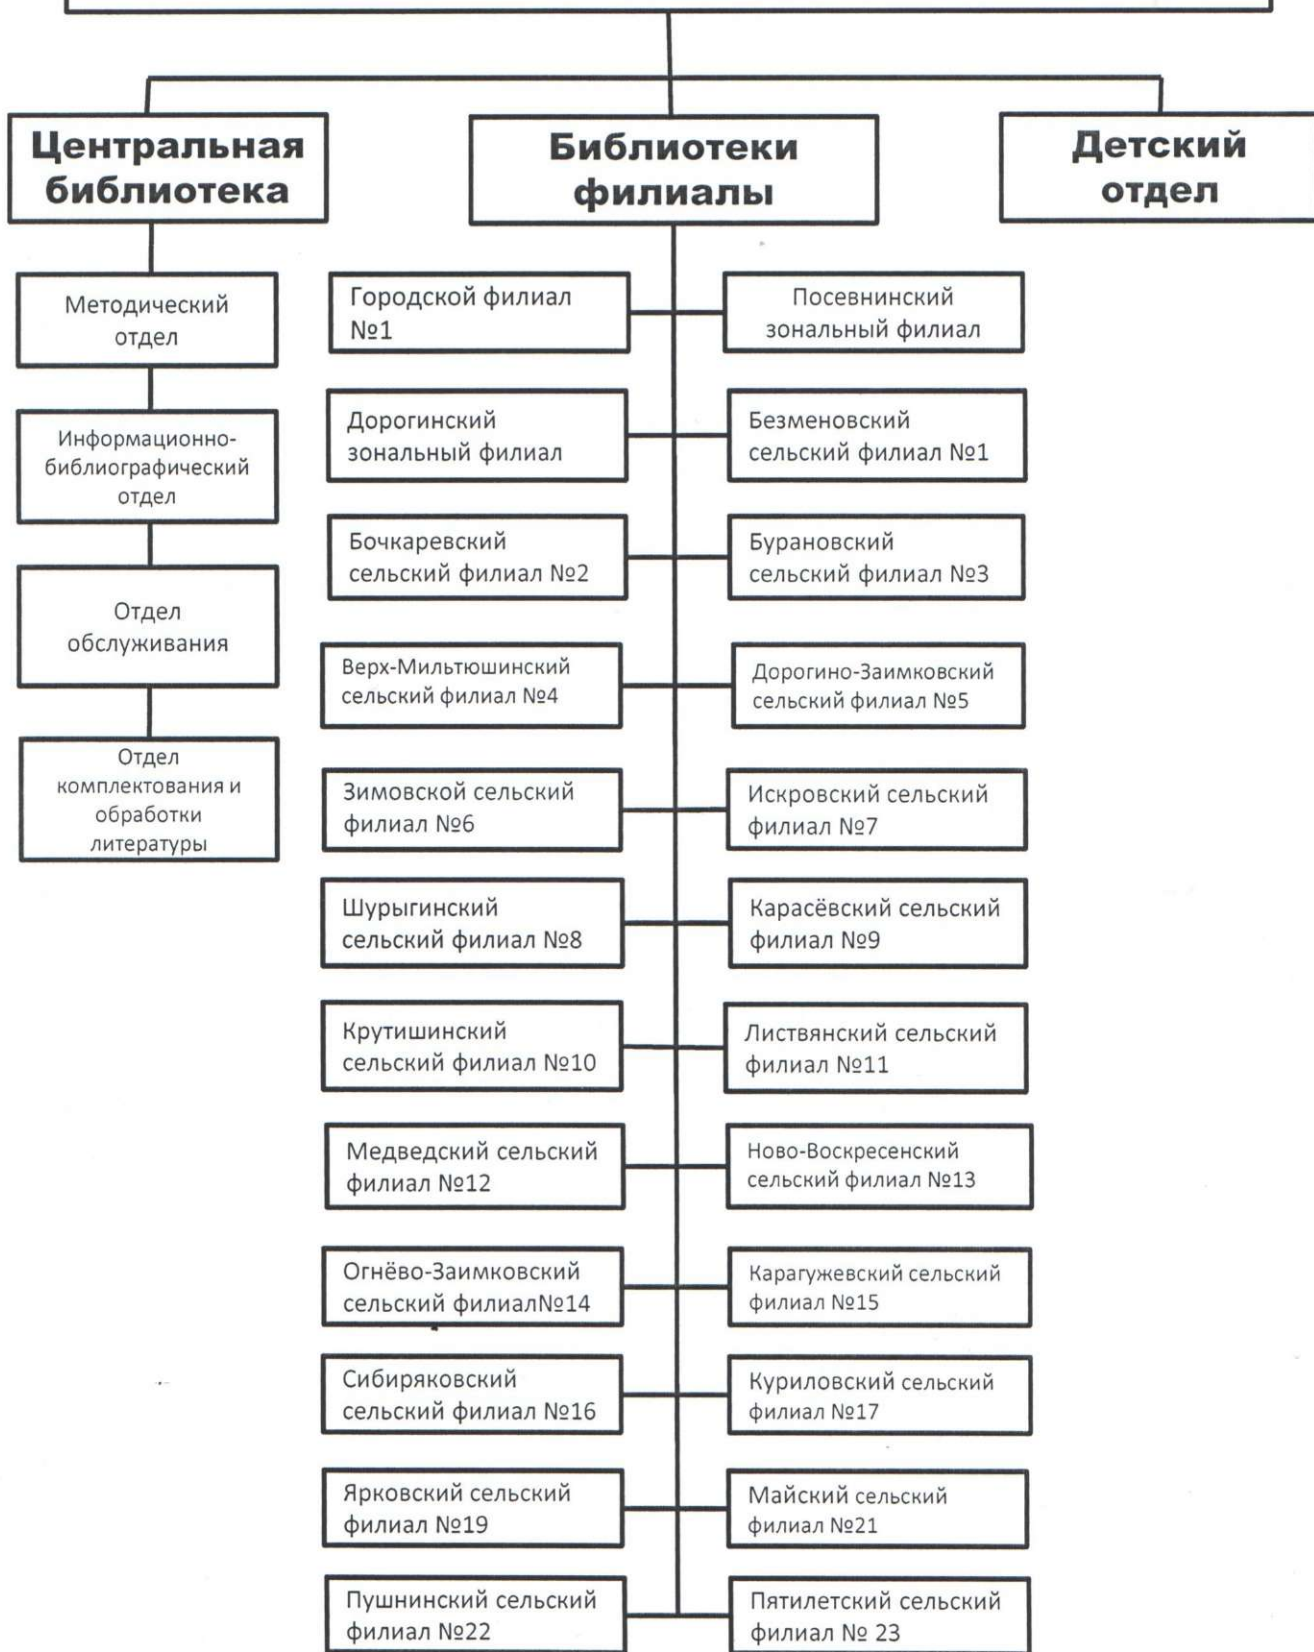 Центральная
библиотека
Библиотеки
филиалы
Детский
отдел
Методический
отдел
Информационно-
библиографический
отдел
Отдел
обслуживания
Отдел
комплектования и
обработки
литературы
Городской филиал
№1
Посевнинский
зональный филиал
Дорогинский
зональный филиал
Безменовский
сельский филиал №1
Бочкаревский
сельский филиал №2
Бурановский
сельский филиал №3
Верх-Мильтюшинский
сельский филиал №4
Дорогино-Заимковский
сельский филиал №5
Зимовской сельский
филиал №6
Искровский сельский
филиал №7
Шурыгинский
сельский филиал №8
Карасёвский сельский
филиал №9
Крутишинский
сельский филиал №10
Листвянский сельский
филиал №11
Медведский сельский
филиал №12
Ново-Воскресенский
сельский филиал №13
Огнёво-Заимковский
сельский филиал№14
Карагужевский сельский
филиал №15
Сибиряковский
сельский филиал №16
Куриловский сельский
филиал №17
Ярковский сельский
филиал №19
Майский сельский
филиал №21
Пушнинский сельский
филиал №22
Пятилетский сельский
филиал № 23